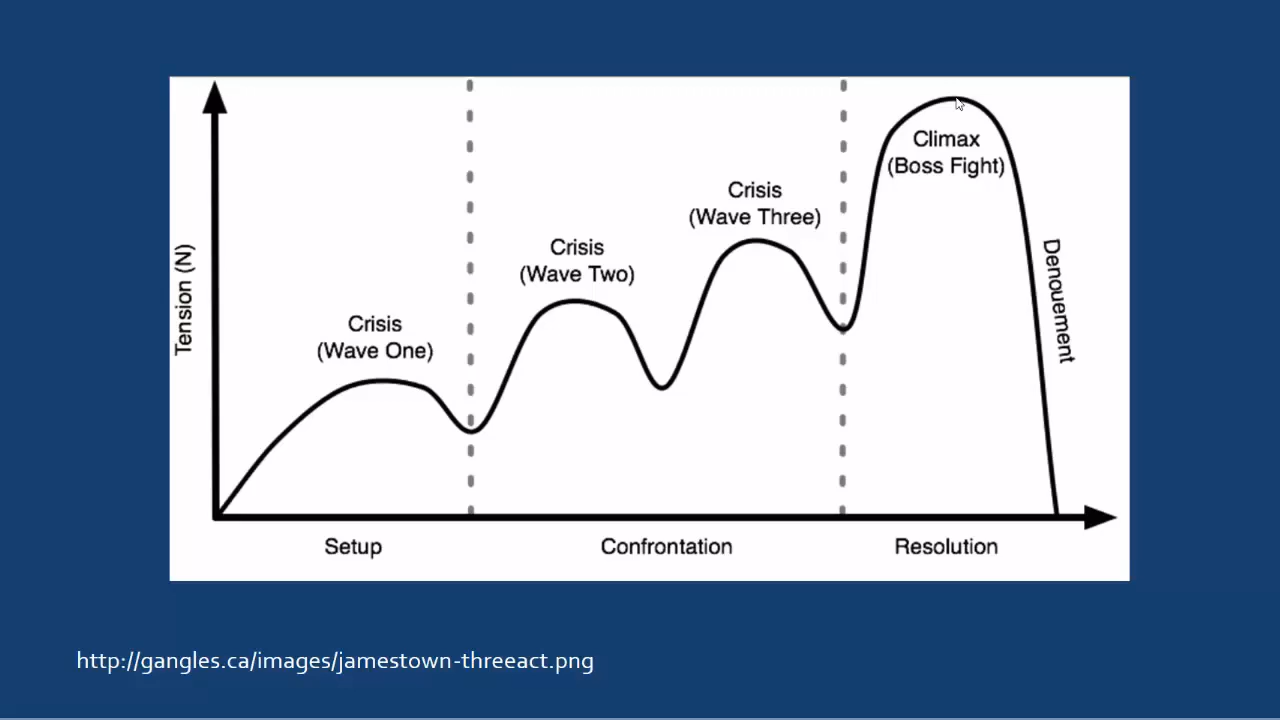 Tension (N)
Crisis
(Wave One)
Crisis
(Wave Two)
Crisis
(Wave Three)
Climax
(Boss Fight)
Denouement
Setup
Confrontation
Resolution
http://gangles.ca/images/jamestown-threeact.png